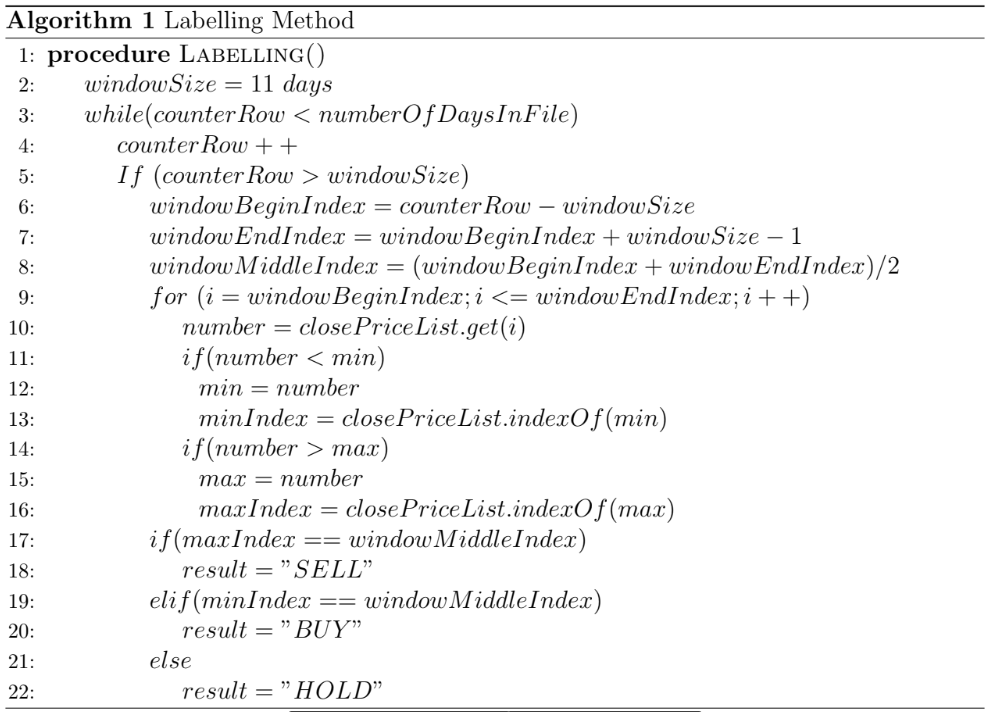 Algorithm 1 Labelling Method
1: procedure LABELLING()
2: windowSize = 11 days
3: while(counterRow < numberOfDaysInFile)
4: counterRow + +
5: If (counterRow > windowSize)
6: windowBeginIndex = counterRow − windowSize
7: windowEndIndex = windowBeginIndex + windowSize − 1
8: windowMiddleIndex = (windowBeginIndex + windowEndIndex)/2
9: for (i = windowBeginIndex; i <= windowEndIndex; i + +)
10: number = closePriceList.get(i)
11: if(number < min)
12: min = number
13: minIndex = closePriceList.indexOf(min)
14: if(number > max)
15: max = number
16: maxIndex = closePriceList.indexOf(max)
17: if(maxIndex == windowMiddleIndex)
18: result = ”SELL”
19: elif(minIndex == windowMiddleIndex)
20: result = ”BUY”
21: else
22: result = ”HOLD”